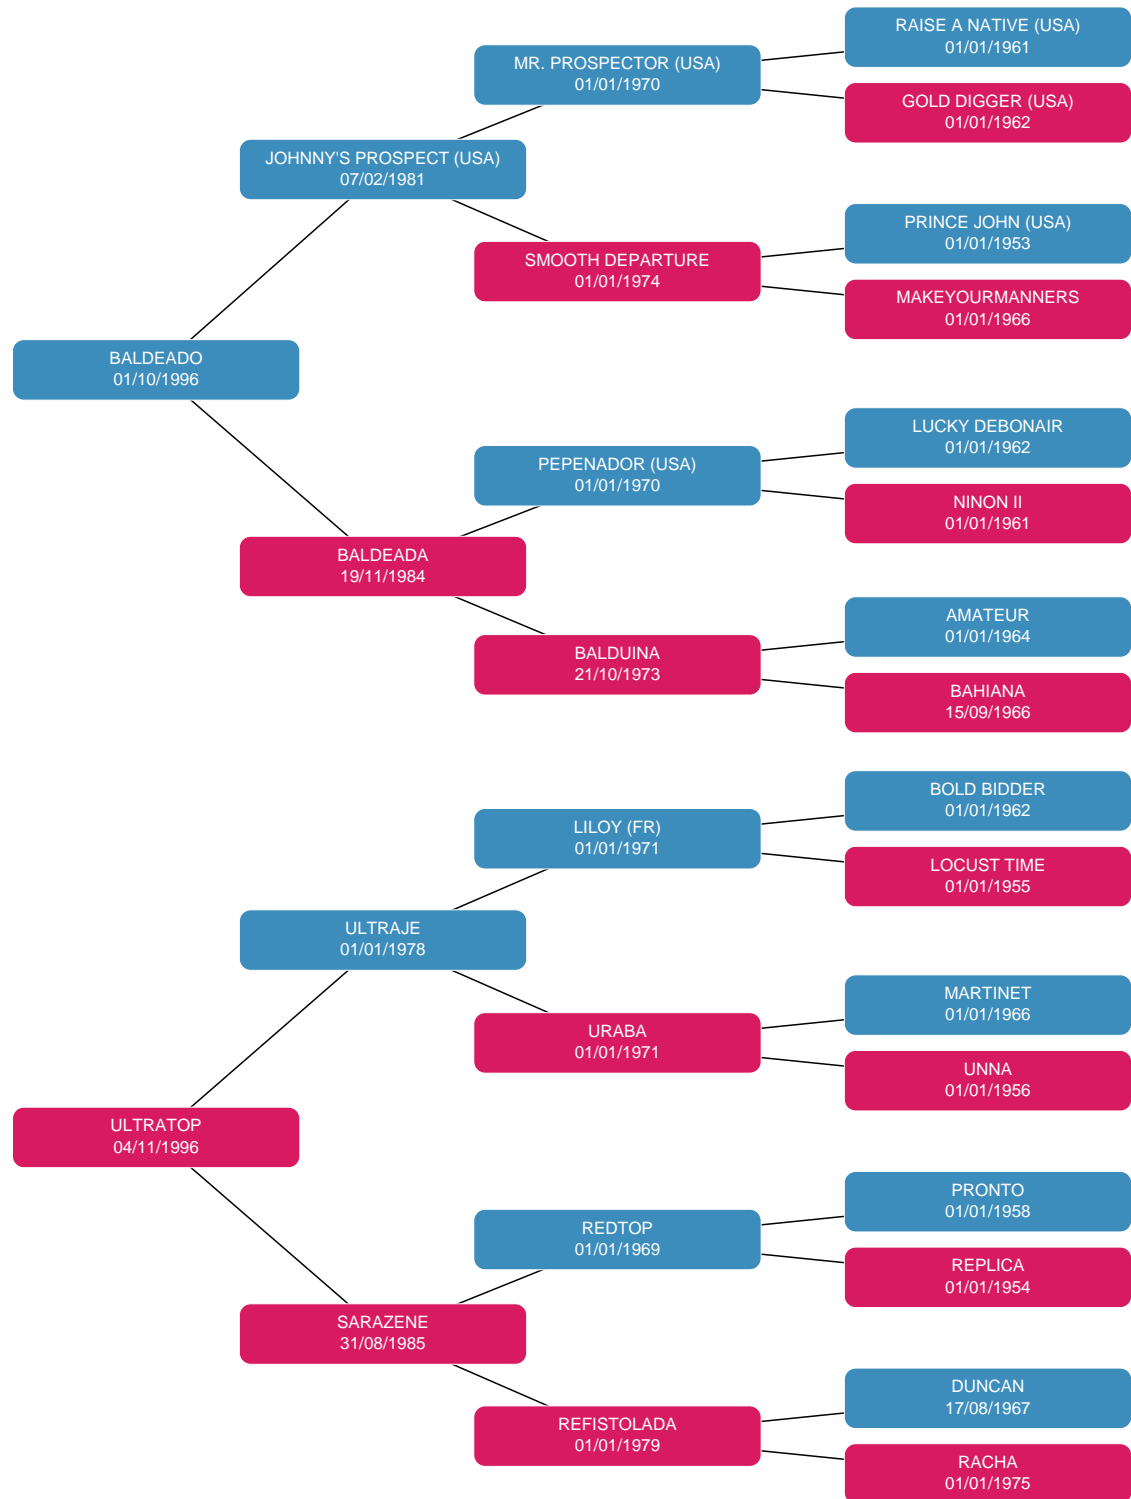 RAISE A NATIVE (USA)
01/01/1961
MR. PROSPECTOR (USA)
01/01/1970
GOLD DIGGER (USA)
01/01/1962
JOHNNY'S PROSPECT (USA)
07/02/1981
PRINCE JOHN (USA)
01/01/1953
SMOOTH DEPARTURE
01/01/1974
MAKEYOURMANNERS
01/01/1966
BALDEADO
01/10/1996
LUCKY DEBONAIR
01/01/1962
PEPENADOR (USA)
01/01/1970
NINON II
01/01/1961
BALDEADA
19/11/1984
AMATEUR
01/01/1964
BALDUINA
21/10/1973
BAHIANA
15/09/1966
BOLD BIDDER
01/01/1962
LILOY (FR)
01/01/1971
LOCUST TIME
01/01/1955
ULTRAJE
01/01/1978
MARTINET
01/01/1966
URABA
01/01/1971
UNNA
01/01/1956
ULTRATOP
04/11/1996
PRONTO
01/01/1958
REDTOP
01/01/1969
REPLICA
01/01/1954
SARAZENE
31/08/1985
DUNCAN
17/08/1967
REFISTOLADA
01/01/1979
RACHA
01/01/1975